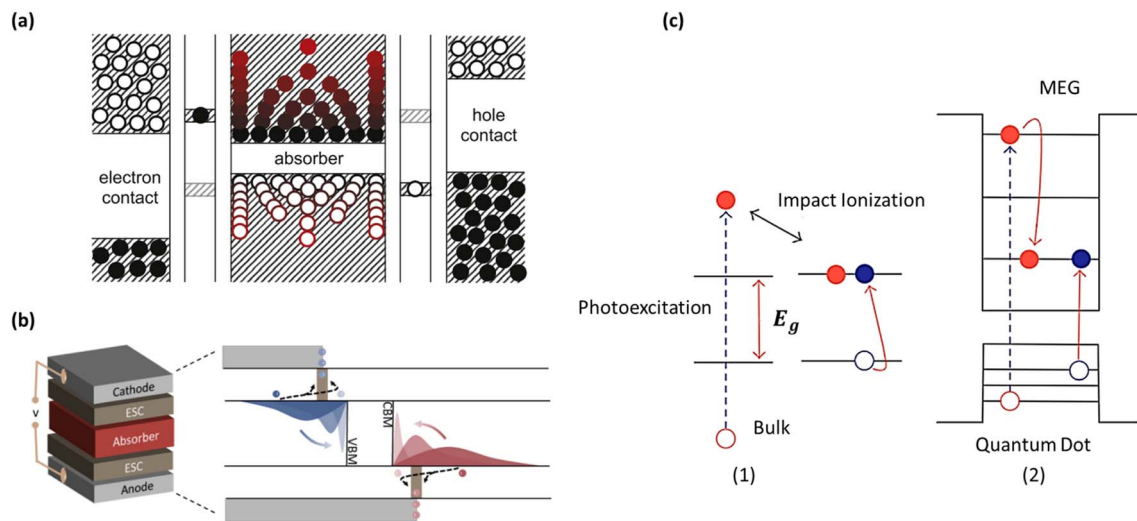 (a)
electron
contact
absorber
hole
contact
(b)
Cathode
ESC
Absorber
ESC
Anode
v
VBM
CBM
(c)
MEG
Impact Ionization
Photoexcitation
E_g
Bulk
(1)
Quantum Dot
(2)